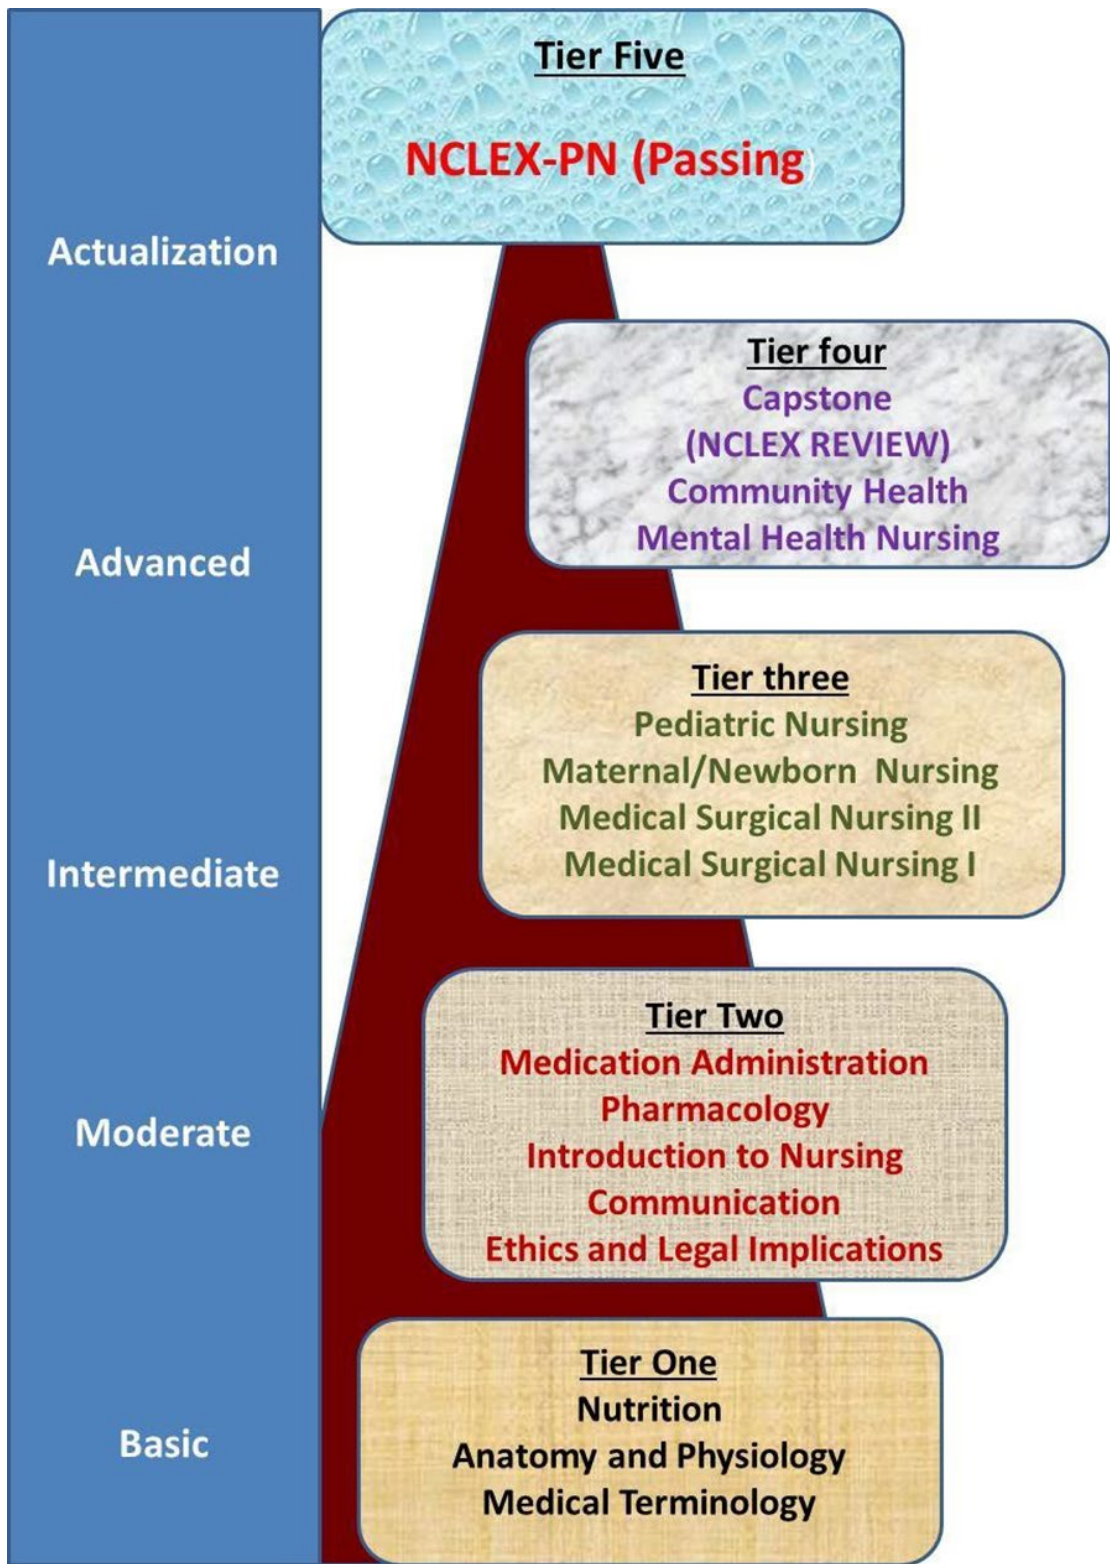 Tier Five
NCLEX-PN (Passing)
Actualization
Tier four
Capstone
(NCLEX REVIEW)
Community Health
Mental Health Nursing
Advanced
Tier three
Pediatric Nursing
Maternal/Newborn Nursing
Medical Surgical Nursing II
Medical Surgical Nursing I
Intermediate
Tier Two
Medication Administration
Pharmacology
Introduction to Nursing
Communication
Ethics and Legal Implications
Moderate
Tier One
Nutrition
Anatomy and Physiology
Medical Terminology
Basic